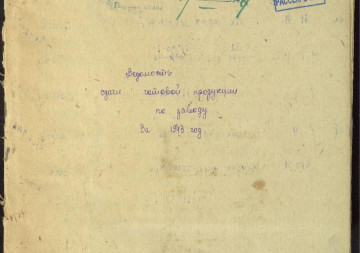 Ведомость
сдачи готовой продукции
по заводу
За 1943 год